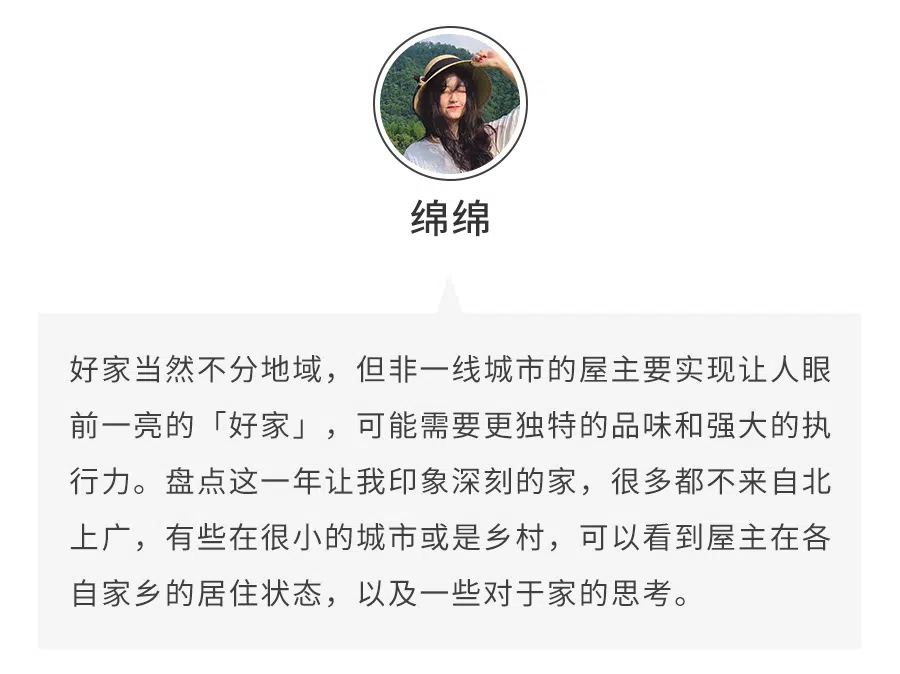 绵绵
好家当然不分地域，但非一线城市的屋主要实现让人眼
前一亮的「好家」，可能需要更独特的品味和强大的执
行力。盘点这一年让我印象深刻的家，很多都不来自北
上广，有些在很小的城市或是乡村，可以看到屋主在各
自家乡的居住状态，以及一些对于家的思考。